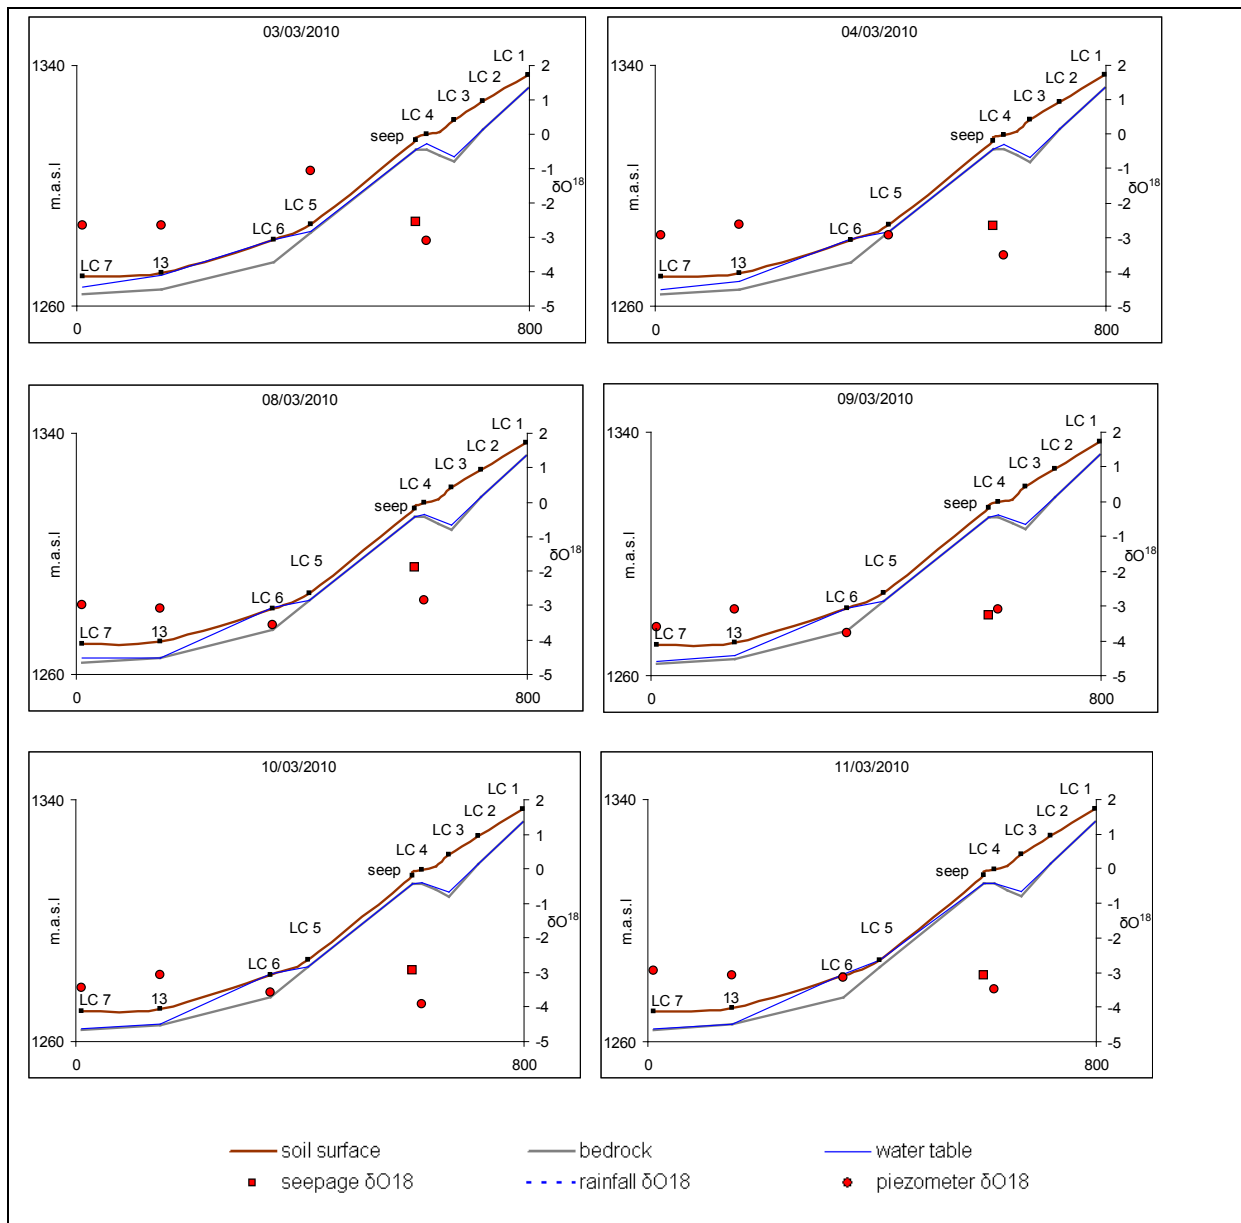 03/03/2010
1340
1260
m.a.s.l
0
800
2
1
0
-1
-2
-3
-4
-5
δO18
LC 1
LC 2
LC 3
LC 4
seep
LC 5
LC 6
13
LC 7
04/03/2010
1340
1260
m.a.s.l
0
800
2
1
0
-1
-2
-3
-4
-5
δO18
LC 1
LC 2
LC 3
LC 4
seep
LC 5
LC 6
13
LC 7
08/03/2010
1340
1260
m.a.s.l
0
800
2
1
0
-1
-2
-3
-4
-5
δO18
LC 1
LC 2
LC 3
LC 4
seep
LC 5
LC 6
13
LC 7
09/03/2010
1340
1260
m.a.s.l
0
800
2
1
0
-1
-2
-3
-4
-5
δO18
LC 1
LC 2
LC 3
LC 4
seep
LC 5
LC 6
13
LC 7
10/03/2010
1340
1260
m.a.s.l
0
800
2
1
0
-1
-2
-3
-4
-5
δO18
LC 1
LC 2
LC 3
LC 4
seep
LC 5
LC 6
13
LC 7
11/03/2010
1340
1260
m.a.s.l
0
800
2
1
0
-1
-2
-3
-4
-5
δO18
LC 1
LC 2
LC 3
LC 4
seep
LC 5
LC 6
13
LC 7
soil surface
bedrock
water table
seepage δO18
rainfall δO18
piezometer δO18